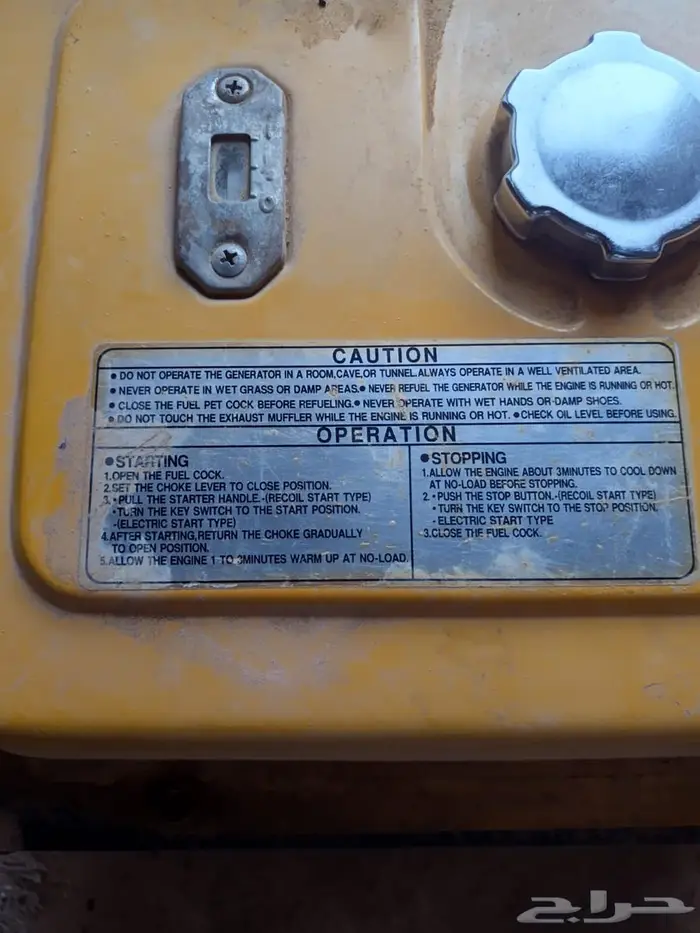 CAUTION
• DO NOT OPERATE THE GENERATOR IN A ROOM,CAVE,OR TUNNEL.ALWAYS OPERATE IN A WELL VENTILATED AREA.
• NEVER OPERATE IN WET GRASS OR DAMP AREAS.• NEVER REFUEL THE GENERATOR WHILE THE ENGINE IS RUNNING OR HOT.
• CLOSE THE FUEL PET COCK BEFORE REFUELING.• NEVER OPERATE WITH WET HANDS OR DAMP SHOES.
• DO NOT TOUCH THE EXHAUST MUFFLER WHILE THE ENGINE IS RUNNING OR HOT. •CHECK OIL LEVEL BEFORE USING.
OPERATION
•STARTING
1.OPEN THE FUEL COCK.
2.SET THE CHOKE LEVER TO CLOSE POSITION.
3.•PULL THE STARTER HANDLE.-(RECOIL START TYPE)
•TURN THE KEY SWITCH TO THE START POSITION.
-(ELECTRIC START TYPE)
4.AFTER STARTING,RETURN THE CHOKE GRADUALLY
TO OPEN POSITION.
5.ALLOW THE ENGINE 1 TO 3MINUTES WARM UP AT NO-LOAD.
•STOPPING
1.ALLOW THE ENGINE ABOUT 3MINUTES TO COOL DOWN
AT NO-LOAD BEFORE STOPPING.
2.•PUSH THE STOP BUTTON.-(RECOIL START TYPE)
•TURN THE KEY SWITCH TO THE STOP POSITION.
-ELECTRIC START TYPE
3.CLOSE THE FUEL COCK.
حراج